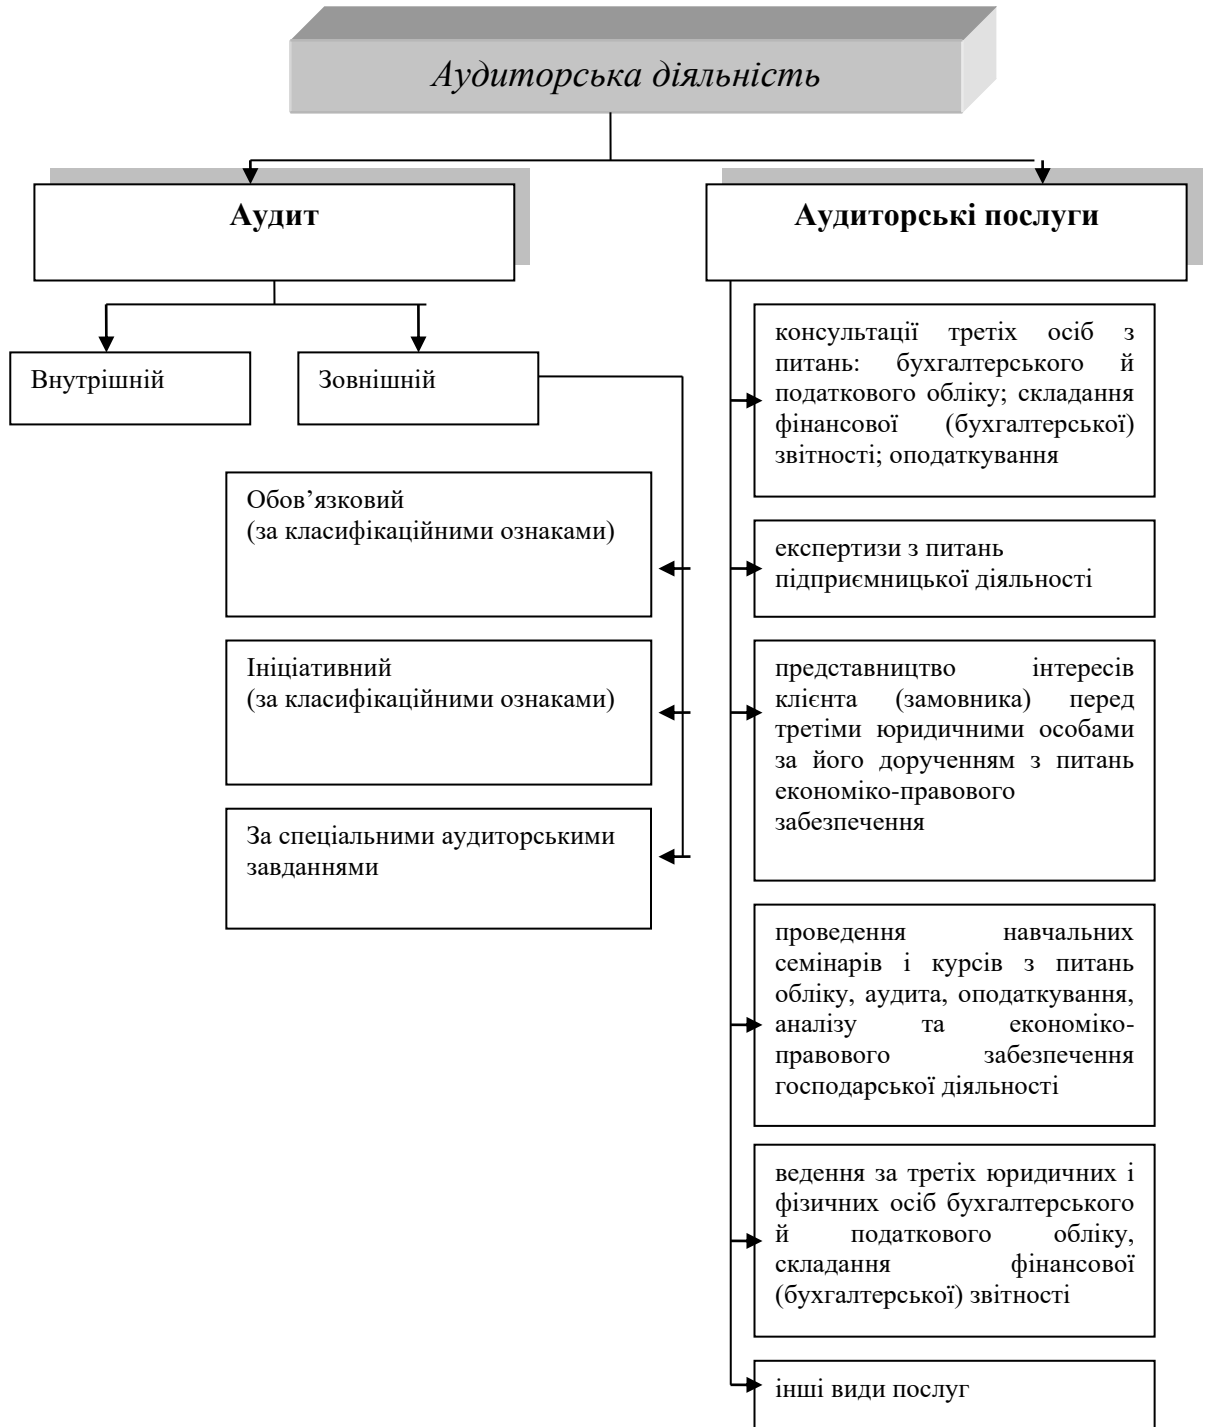 Аудиторська діяльність
Аудит
Аудиторські послуги
Внутрішній
Зовнішній
Обов’язковий
(за класифікаційними ознаками)
Ініціативний
(за класифікаційними ознаками)
За спеціальними аудиторськими
завданнями
консультації третіх осіб з
питань: бухгалтерського й
податкового обліку; складання
фінансової (бухгалтерської)
звітності; оподаткування
експертизи з питань
підприємницької діяльності
представництво інтересів
клієнта (замовника) перед
третіми юридичними особами
за його дорученням з питань
економіко-правового
забезпечення
проведення навчальних
семінарів і курсів з питань
обліку, аудита, оподаткування,
аналізу та економіко-
правового забезпечення
господарської діяльності
ведення за третіх юридичних і
фізичних осіб бухгалтерського
й податкового обліку,
складання фінансової
(бухгалтерської) звітності
інші види послуг